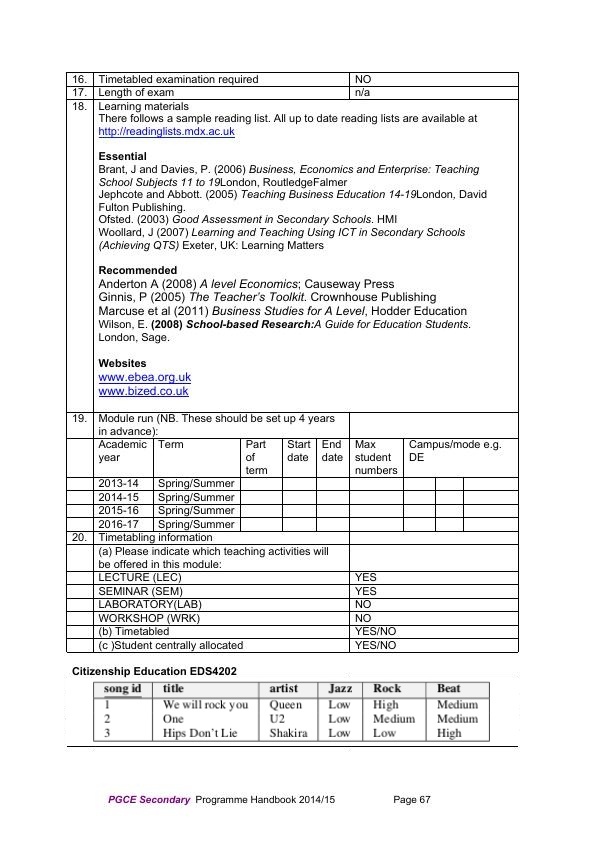 16. Timetabled examination required NO
17. Length of exam n/a
18. Learning materials
There follows a sample reading list. All up to date reading lists are available at
http://readinglists.mdx.ac.uk
Essential
Brant, J and Davies, P. (2006) Business, Economics and Enterprise: Teaching
School Subjects 11 to 19London, RoutledgeFalmer
Jephcote and Abbott. (2005) Teaching Business Education 14-19London, David
Fulton Publishing.
Ofsted. (2003) Good Assessment in Secondary Schools. HMI
Woollard, J (2007) Learning and Teaching Using ICT in Secondary Schools
(Achieving QTS) Exeter, UK: Learning Matters
Recommended
Anderton A (2008) A level Economics; Causeway Press
Ginnis, P (2005) The Teacher's Toolkit. Crownhouse Publishing
Marcuse et al (2011) Business Studies for A Level, Hodder Education
Wilson, E. (2008) School-based Research:A Guide for Education Students.
London, Sage.
Websites
www.ebea.org.uk
www.bized.co.uk
19. Module run (NB. These should be set up 4 years
in advance):
Academic Term Part Start End Max Campus/mode e.g.
year of date date student DE
term numbers
2013-14 Spring/Summer
2014-15 Spring/Summer
2015-16 Spring/Summer
2016-17 Spring/Summer
20. Timetabling information
(a) Please indicate which teaching activities will
be offered in this module:
LECTURE (LEC) YES
SEMINAR (SEM) YES
LABORATORY(LAB) NO
WORKSHOP (WRK) NO
(b) Timetabled YES/NO
(c )Student centrally allocated YES/NO
Citizenship Education EDS4202
song id title artist Jazz Rock Beat
1 We will rock you Queen Low High Medium
2 One U2 Low Medium Medium
3 Hips Don't Lie Shakira Low Low High
PGCE Secondary Programme Handbook 2014/15 Page 67